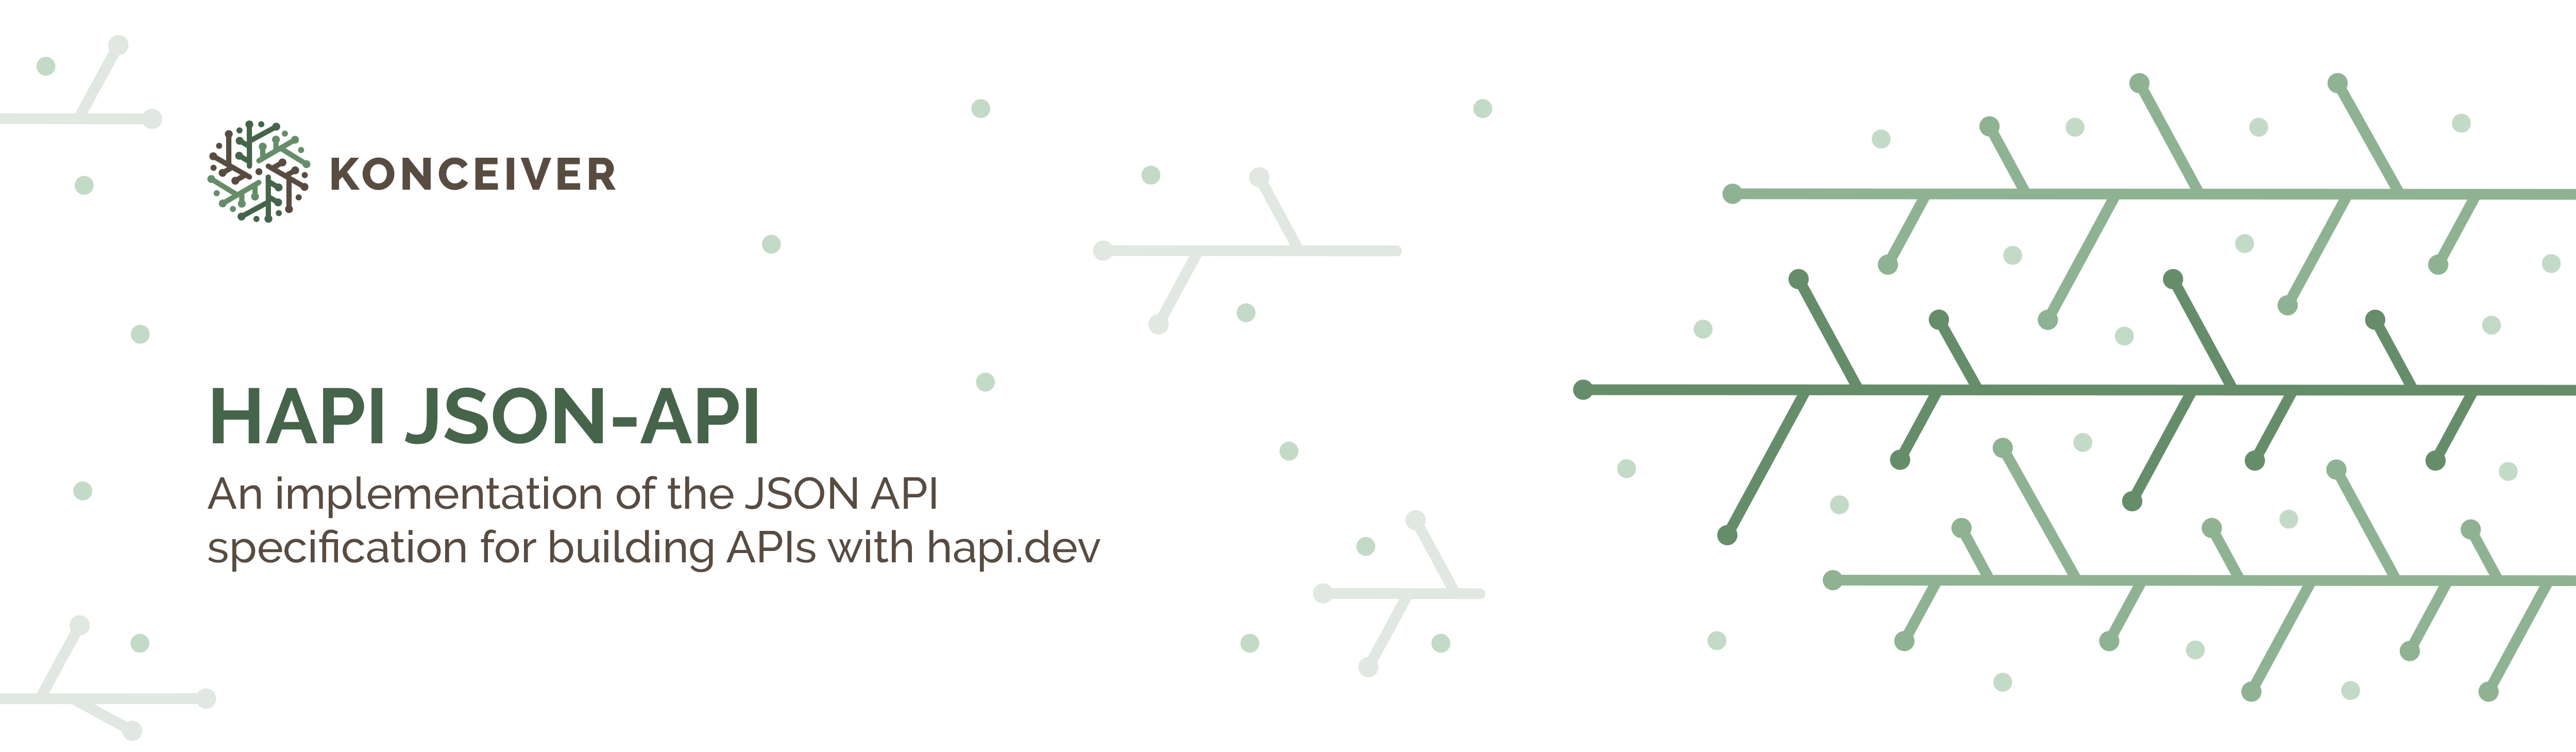 KONCEIVER
HAPI JSON-API
An implementation of the JSON API
specification for building APIs with hapi.dev